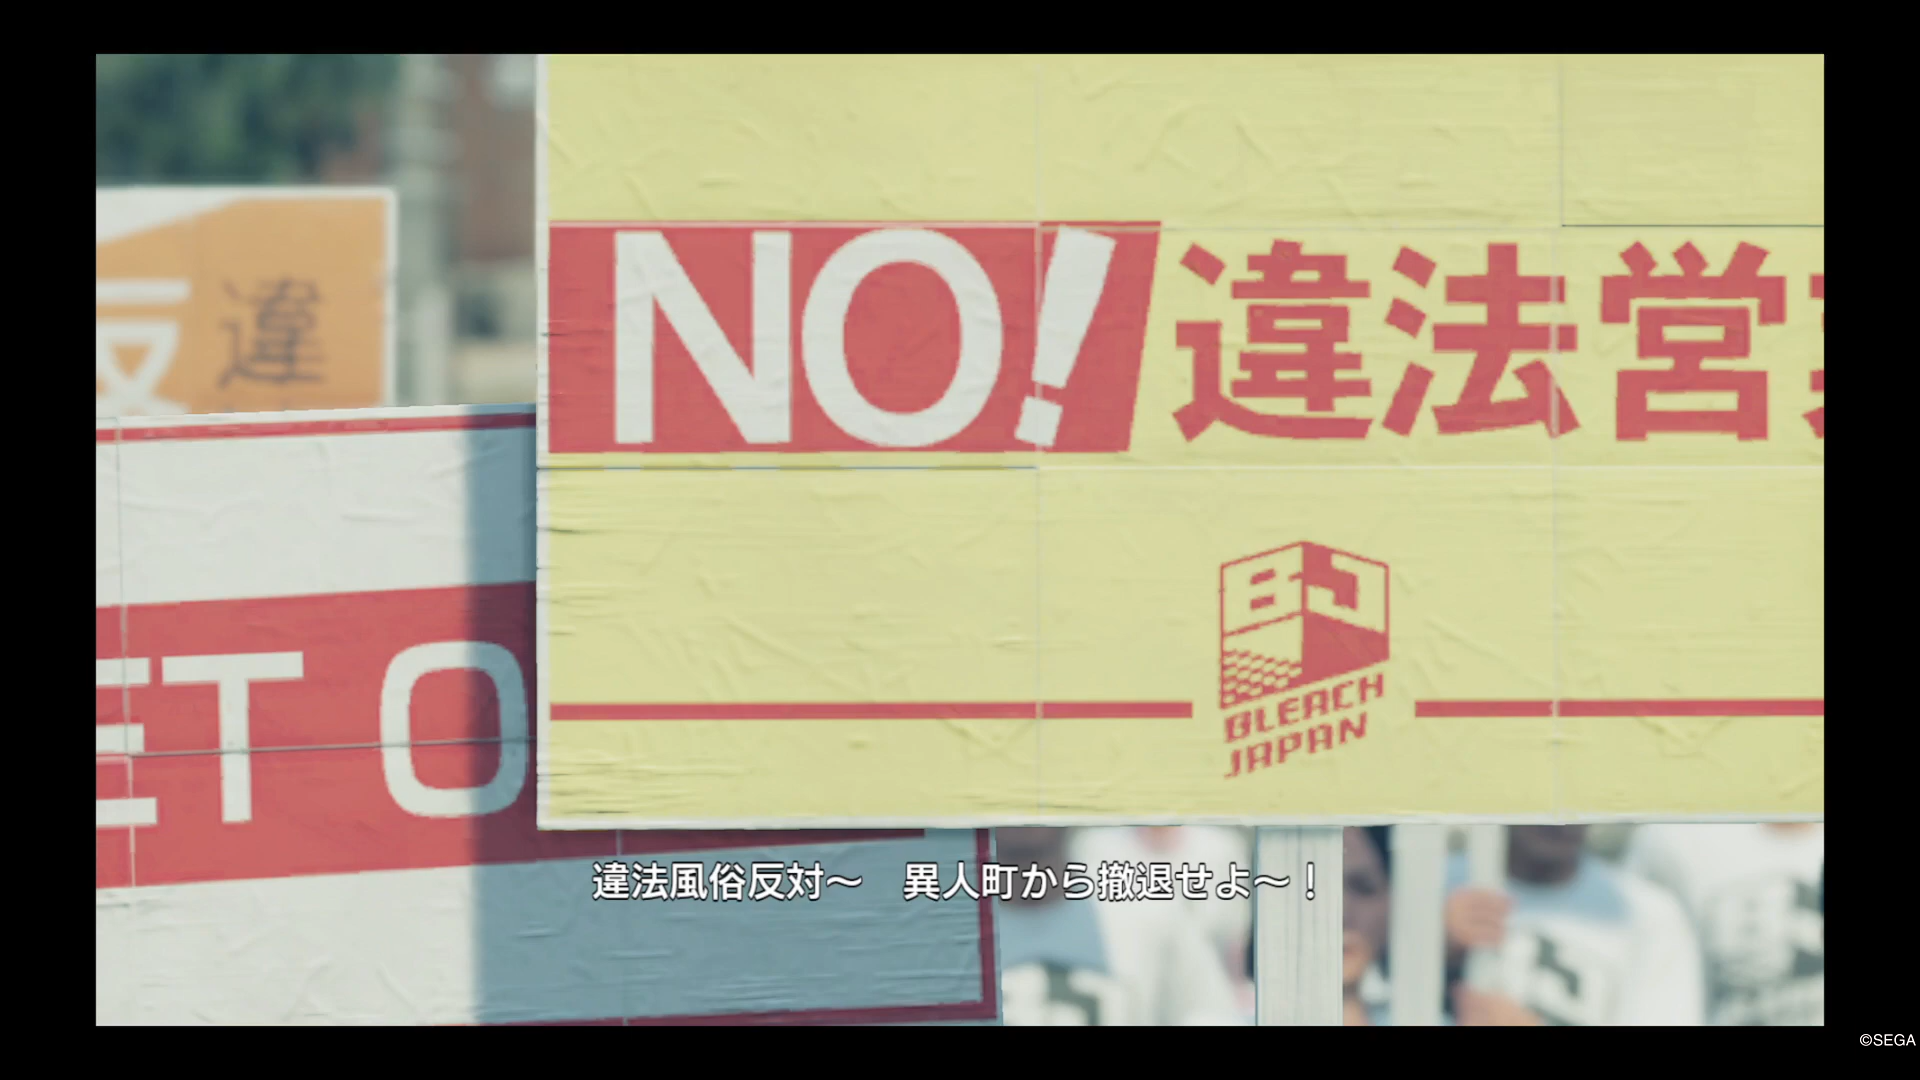 反 違
NO! 違法営
ET O
BJ
BLEACH
JAPAN
違法風俗反対～　異人町から撤退せよ～！
©SEGA